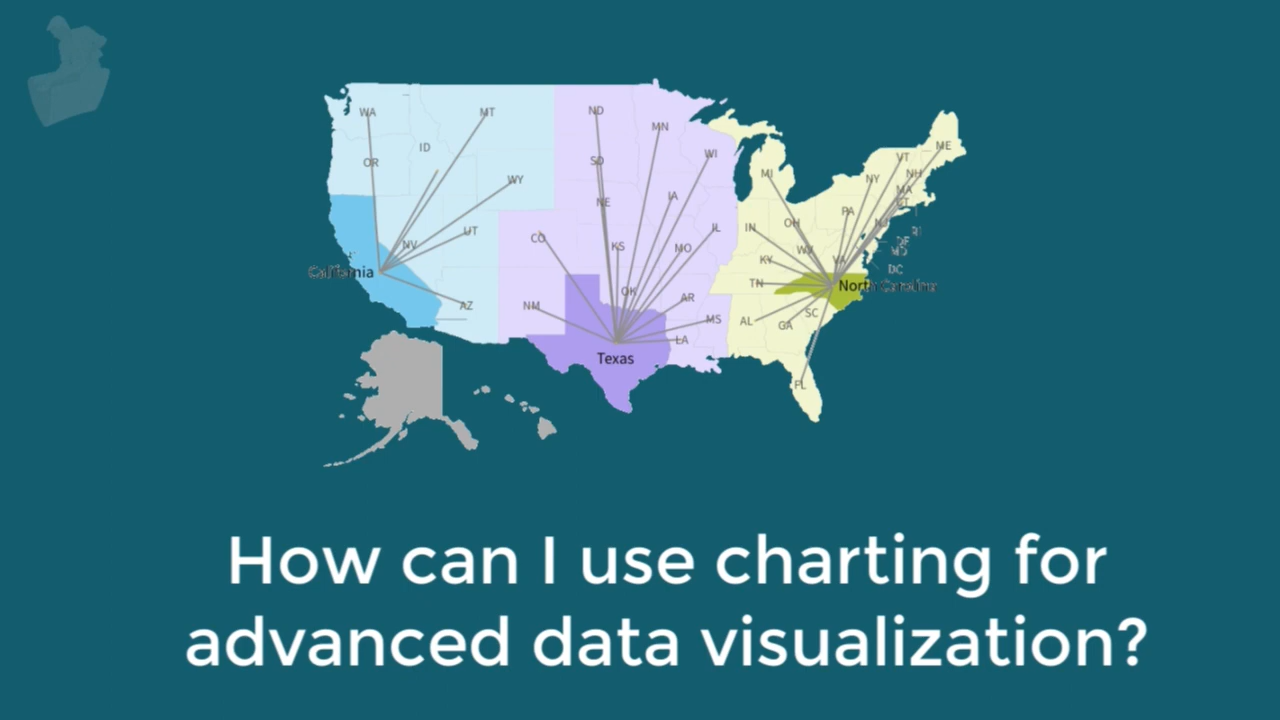 WA MT ND MN ME
OR ID SD WI VT NH
WY NE IA MI NY MA
NV UT CO KS MO IL IN OH PA NJ
California KY WV VA DC
AZ NM OK AR TN North Carolina
TX
MS AL GA SC
LA
Texas
FL
How can I use charting for
advanced data visualization?